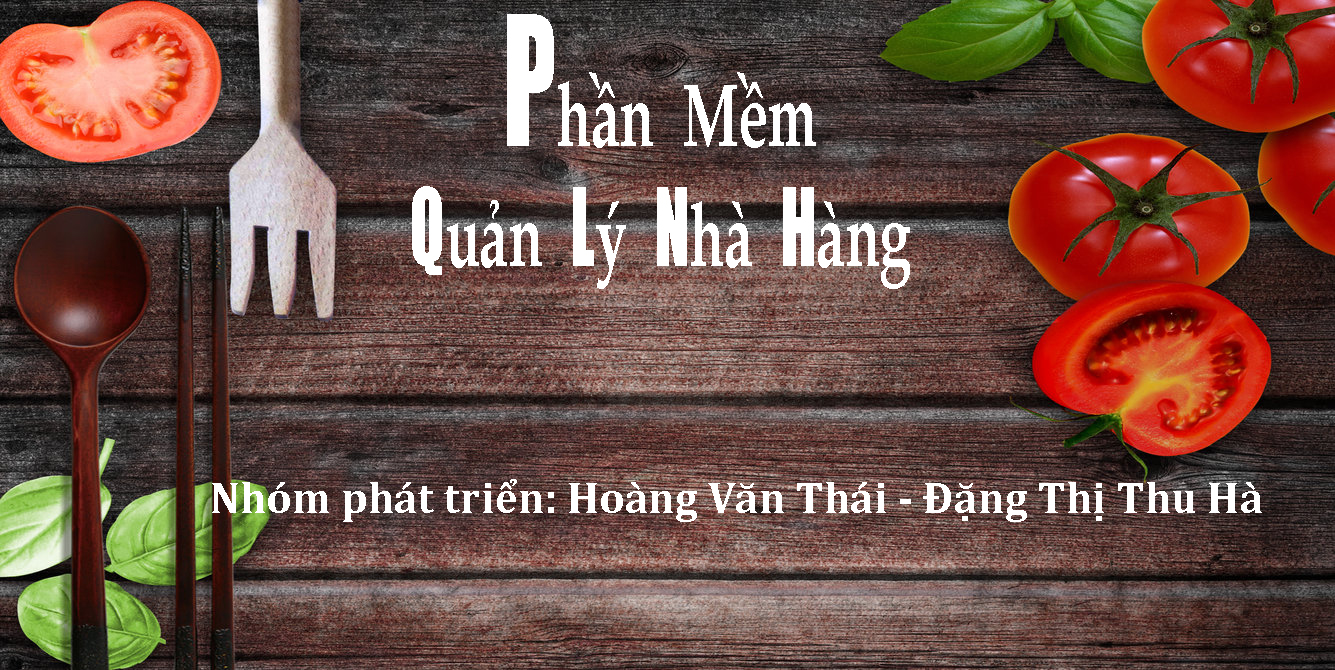 Phần Mềm
Quản Lý Nhà Hàng
Nhóm phát triển: Hoàng Văn Thái - Đặng Thị Thu Hà